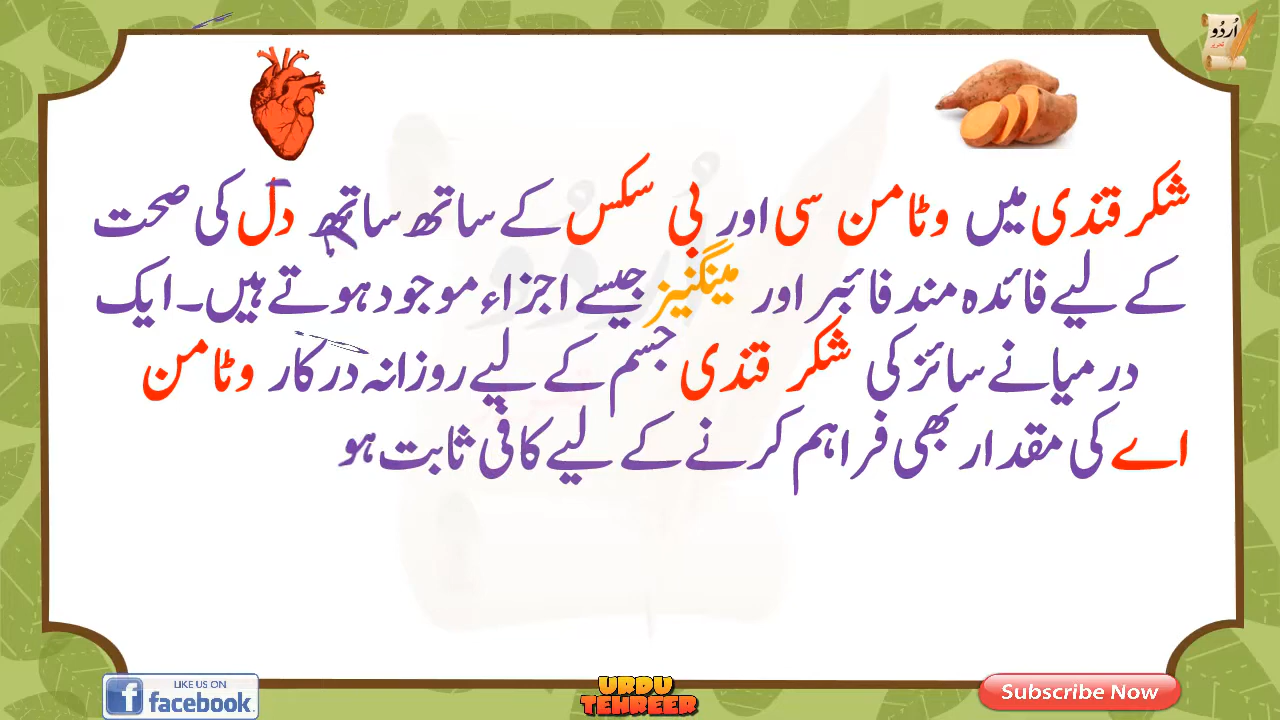 اُردُو
تحریر
شکر قندی میں وٹامن سی اور بی سکس کے ساتھ ساتھ دل کی صحت
کے لیے فائدہ مند فائبر اور مینگنیز جیسے اجزاء موجود ہوتے ہیں۔ ایک
درمیانے سائز کی شکر قندی جسم کے لیے روزانہ درکار وٹامن
اے کی مقدار بھی فراہم کرنے کے لیے کافی ثابت ہو
LIKE US ON
facebook.
URDU
TEHREER
Subscribe Now